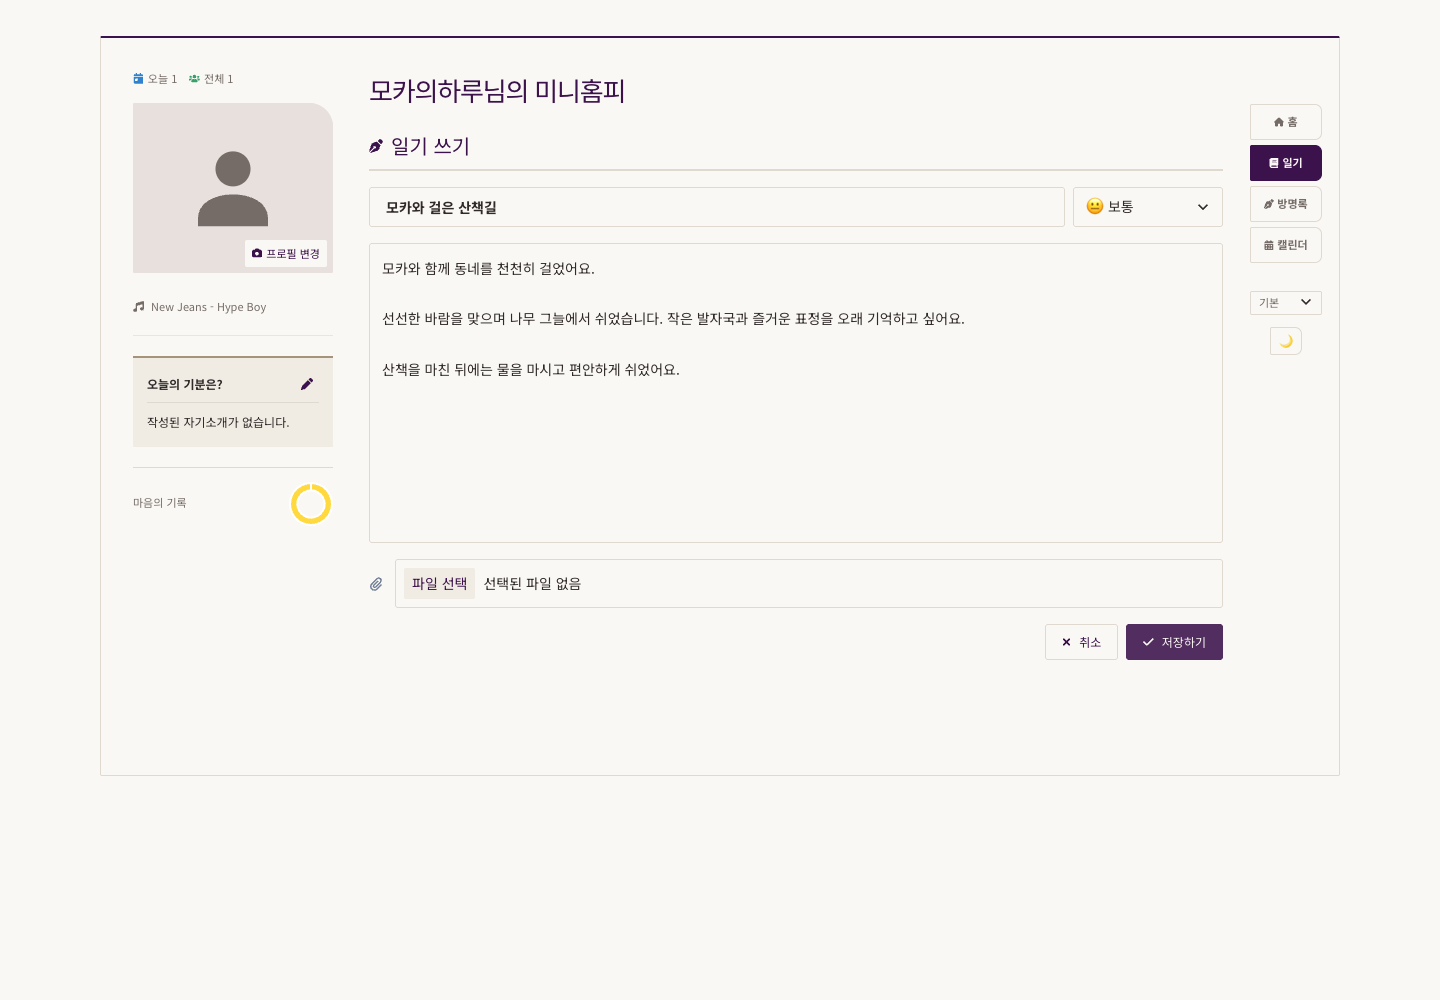 오늘 1 전체 1
프로필 변경
New Jeans - Hype Boy
오늘의 기분은?
작성된 자기소개가 없습니다.
마음의 기록
모카의하루님의 미니홈피
일기 쓰기
모카와 걸은 산책길
😐 보통
모카와 함께 동네를 천천히 걸었어요.
선선한 바람을 맞으며 나무 그늘에서 쉬었습니다. 작은 발자국과 즐거운 표정을 오래 기억하고 싶어요.
산책을 마친 뒤에는 물을 마시고 편안하게 쉬었어요.
파일 선택 선택된 파일 없음
취소
저장하기
홈
일기
방명록
캘린더
기본
🌙